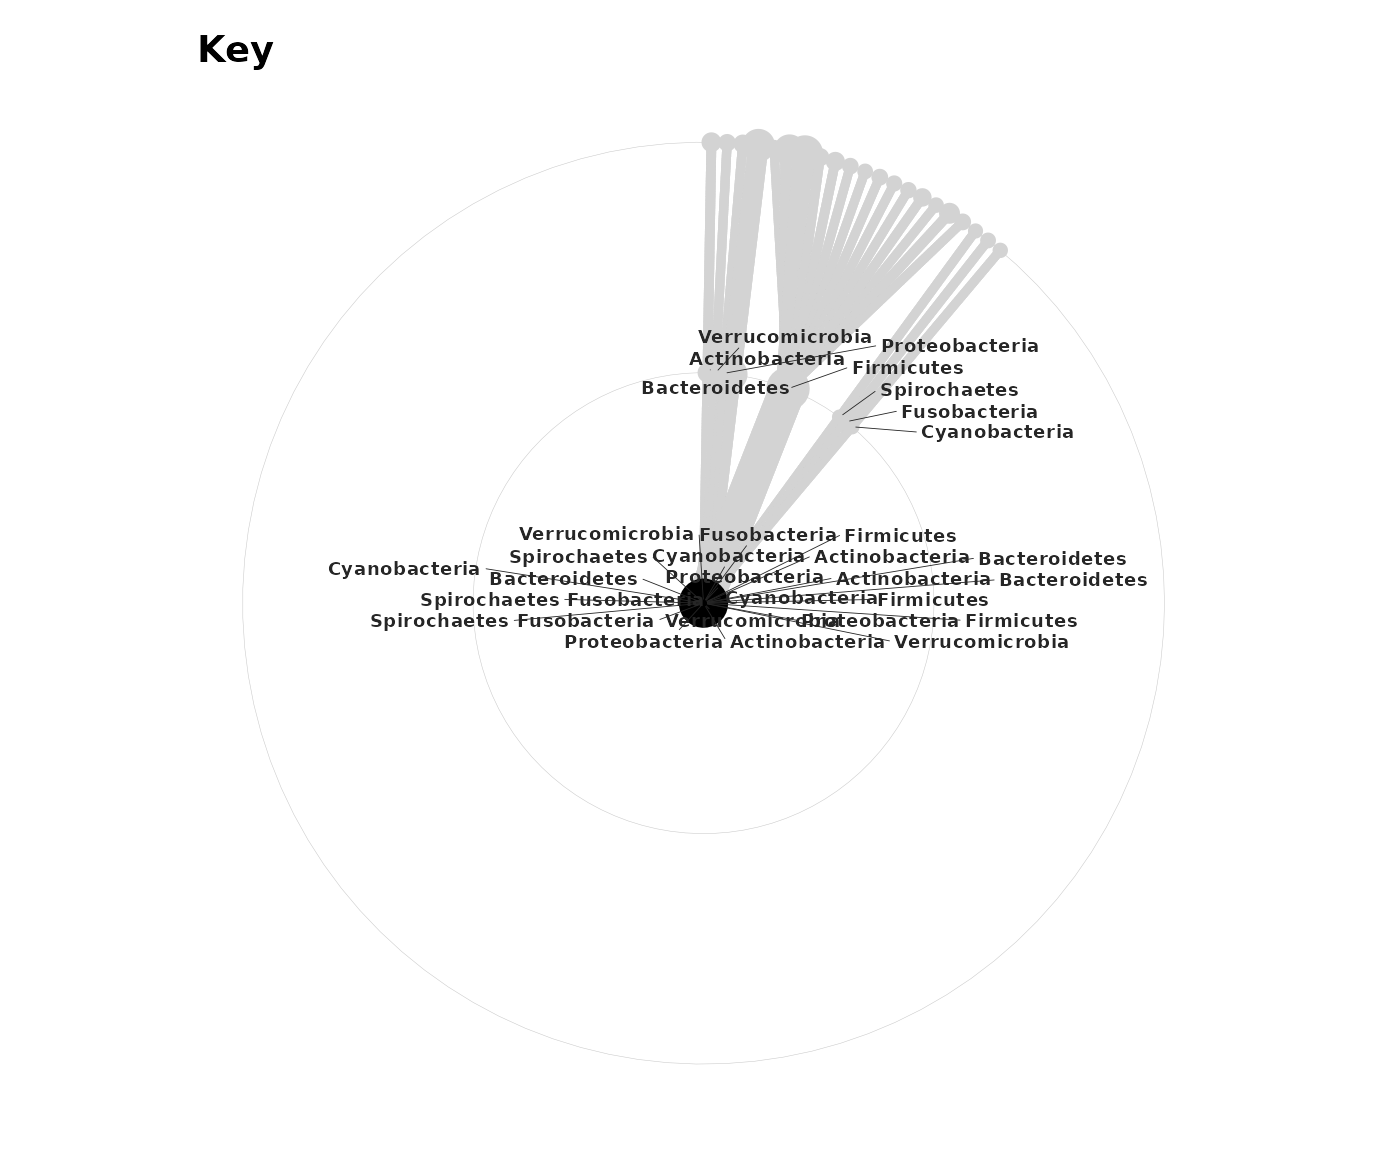 Key
Verrucomicrobia
Proteobacteria
Actinobacteria
Firmicutes
Bacteroidetes
Spirochaetes
Fusobacteria
Cyanobacteria
Verrucomicrobia Fusobacteria Firmicutes
Spirochaetes Cyanobacteria Actinobacteria Bacteroidetes
Cyanobacteria
Bacteroidetes Proteobacteria Actinobacteria Bacteroidetes
Spirochaetes Fusobacteria Cyanobacteria Firmicutes
Spirochaetes Fusobacteria Verrucomicrobia Proteobacteria Firmicutes
Proteobacteria Actinobacteria Verrucomicrobia